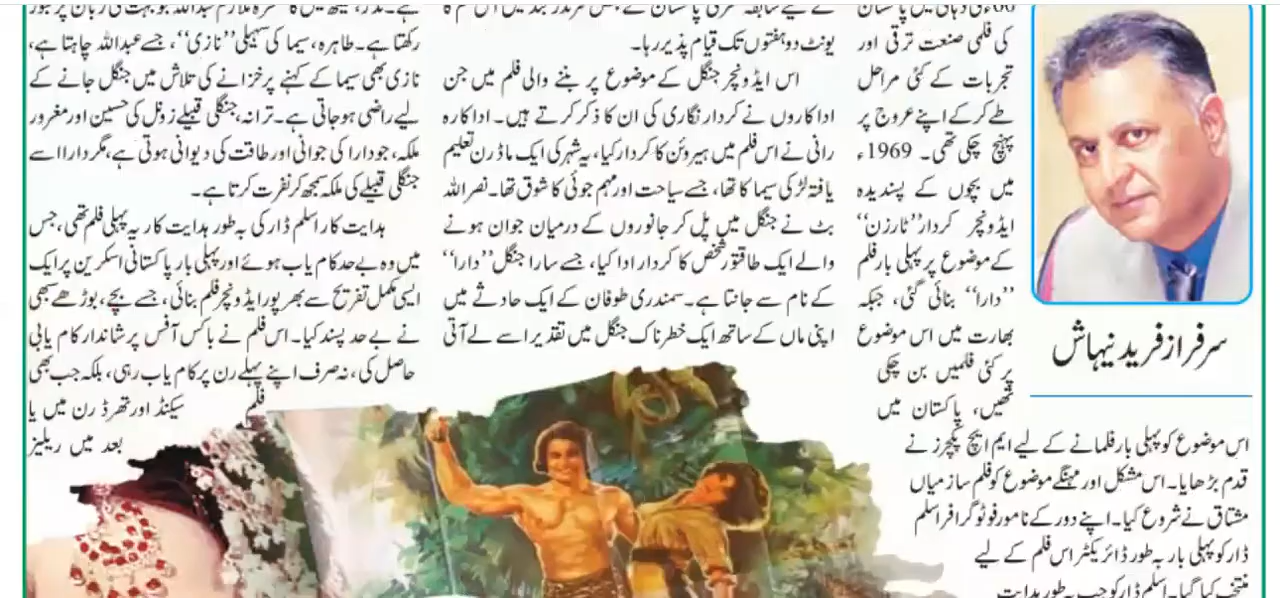 60ء کی دہائی میں پاکستان
کی فلمی صنعت ترقی اور
تجربات کے کئی مراحل
طے کرکے اپنے عروج پر
پہنچ چکی تھی۔ 1969ء
میں بچوں کے پسندیدہ
ایڈونچر کردار ’’ٹارزن‘‘
کے موضوع پر پہلی بار فلم
’’دارا‘‘ بنائی گئی، جبکہ
بھارت میں اس موضوع
پر کئی فلمیں بن چکی
تھیں، پاکستان میں
سرفراز فرید نیہاش
اس موضوع کو پہلی بار فلمانے کے لیے ایم ایچ پکچرز نے
قدم بڑھایا۔ اس مشکل اور مہنگے موضوع کو فلم ساز میاں
مشتاق نے شروع کیا۔ اپنے دور کے نامور فوٹو گرافر اسلم
ڈار کو پہلی بار بہ طور ڈائریکٹر اس فلم کے لیے
منتخب کیا گیا۔ اسلم ڈار کو جب بہ طور ہدایت
یونٹ دو ہفتوں تک قیام پذیر رہا۔
اس ایڈونچر جنگل کے موضوع پر بننے والی فلم میں جن
اداکاروں نے کردار نگاری کی ان کا ذکر کرتے ہیں۔ اداکارہ
رانی نے اس فلم میں ہیروئن کا کردار کیا، یہ شہر کی ایک ماڈرن تعلیم
یافتہ لڑکی سیما کا تھا، جسے سیاحت اور مہم جوئی کا شوق تھا۔ نصر اللہ
بٹ نے جنگل میں پل کر جانوروں کے درمیان جوان ہونے
والے ایک طاقتور شخص کا کردار ادا کیا، جسے سارا جنگل ’’دارا‘‘
کے نام سے جانتا ہے۔ سمندری طوفان کے ایک حادثے میں
اپنی ماں کے ساتھ ایک خطرناک جنگل میں تقدیر اسے لے آتی
رکھتا ہے۔ طاہرہ، سیما کی سہیلی ’’نازی‘‘، جسے عبداللہ چاہتا ہے،
نازی بھی سیما کے کہنے پر خزانے کی تلاش میں جنگل جانے کے
لیے راضی ہوجاتی ہے۔ ترانہ، جنگلی قبیلے زونل کی حسین اور مغرور
ملکہ، جو دارا کی جوانی اور طاقت کی دیوانی ہوتی ہے، مگر دارا اسے
جنگلی قبیلے کی ملکہ سمجھ کر نفرت کرتا ہے۔
ہدایت کار اسلم ڈار کی بہ طور ہدایت کار یہ پہلی فلم تھی، جس
میں وہ بے حد کام یاب ہوئے اور پہلی بار پاکستانی اسکرین پر ایک
ایسی مکمل تفریح سے بھرپور ایڈونچر فلم بنائی، جسے بچے، بوڑھے سبھی
نے بے حد پسند کیا۔ اس فلم نے باکس آفس پر شاندار کام یابی
حاصل کی، نہ صرف اپنے پہلے رن پر کام یاب رہی، بلکہ جب بھی
فلم سیکنڈ اور تھرڈ رن میں یا
بعد میں ریلیز